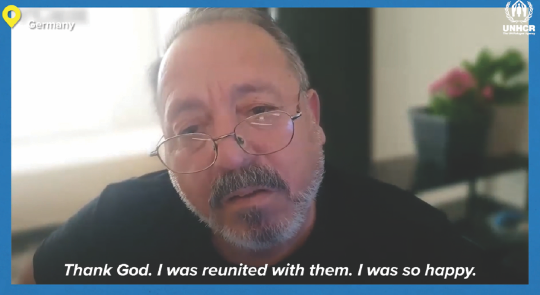 Germany
UNHCR
Thank God. I was reunited with them. I was so happy.